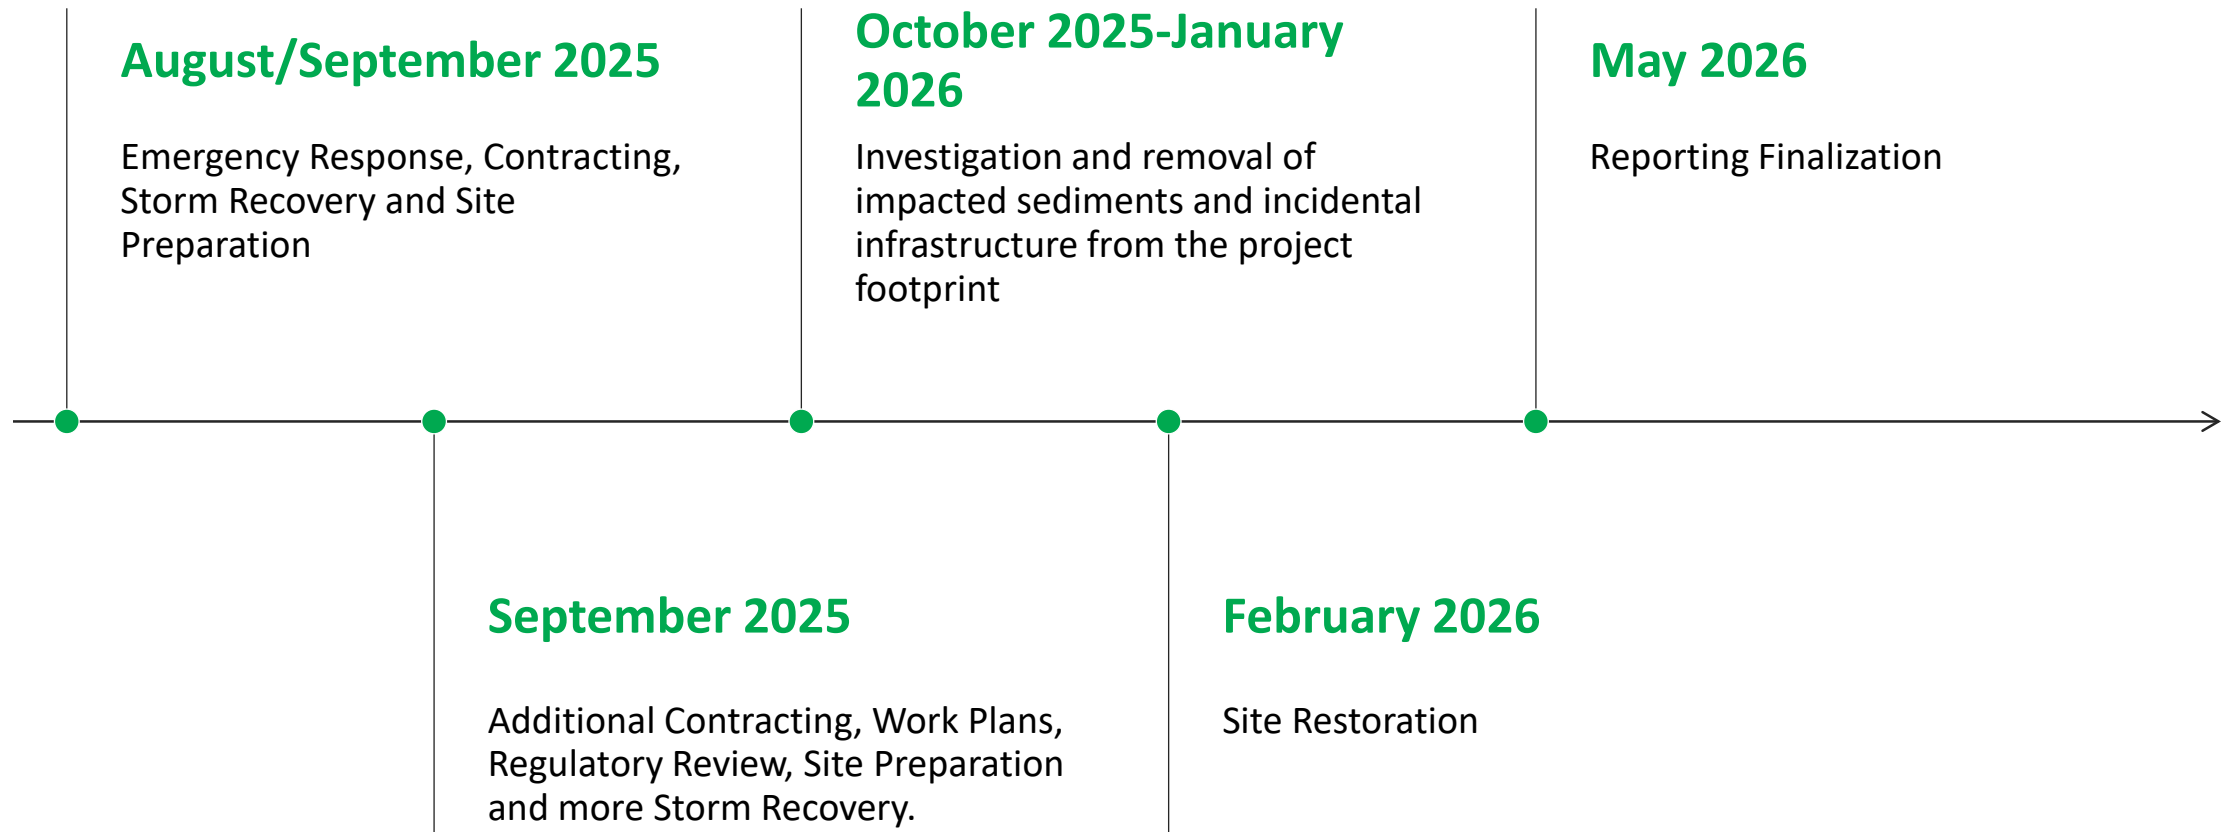 August/September 2025
Emergency Response, Contracting,
Storm Recovery and Site
Preparation
September 2025
Additional Contracting, Work Plans,
Regulatory Review, Site Preparation
and more Storm Recovery.
October 2025-January
2026
Investigation and removal of
impacted sediments and incidental
infrastructure from the project
footprint
February 2026
Site Restoration
May 2026
Reporting Finalization